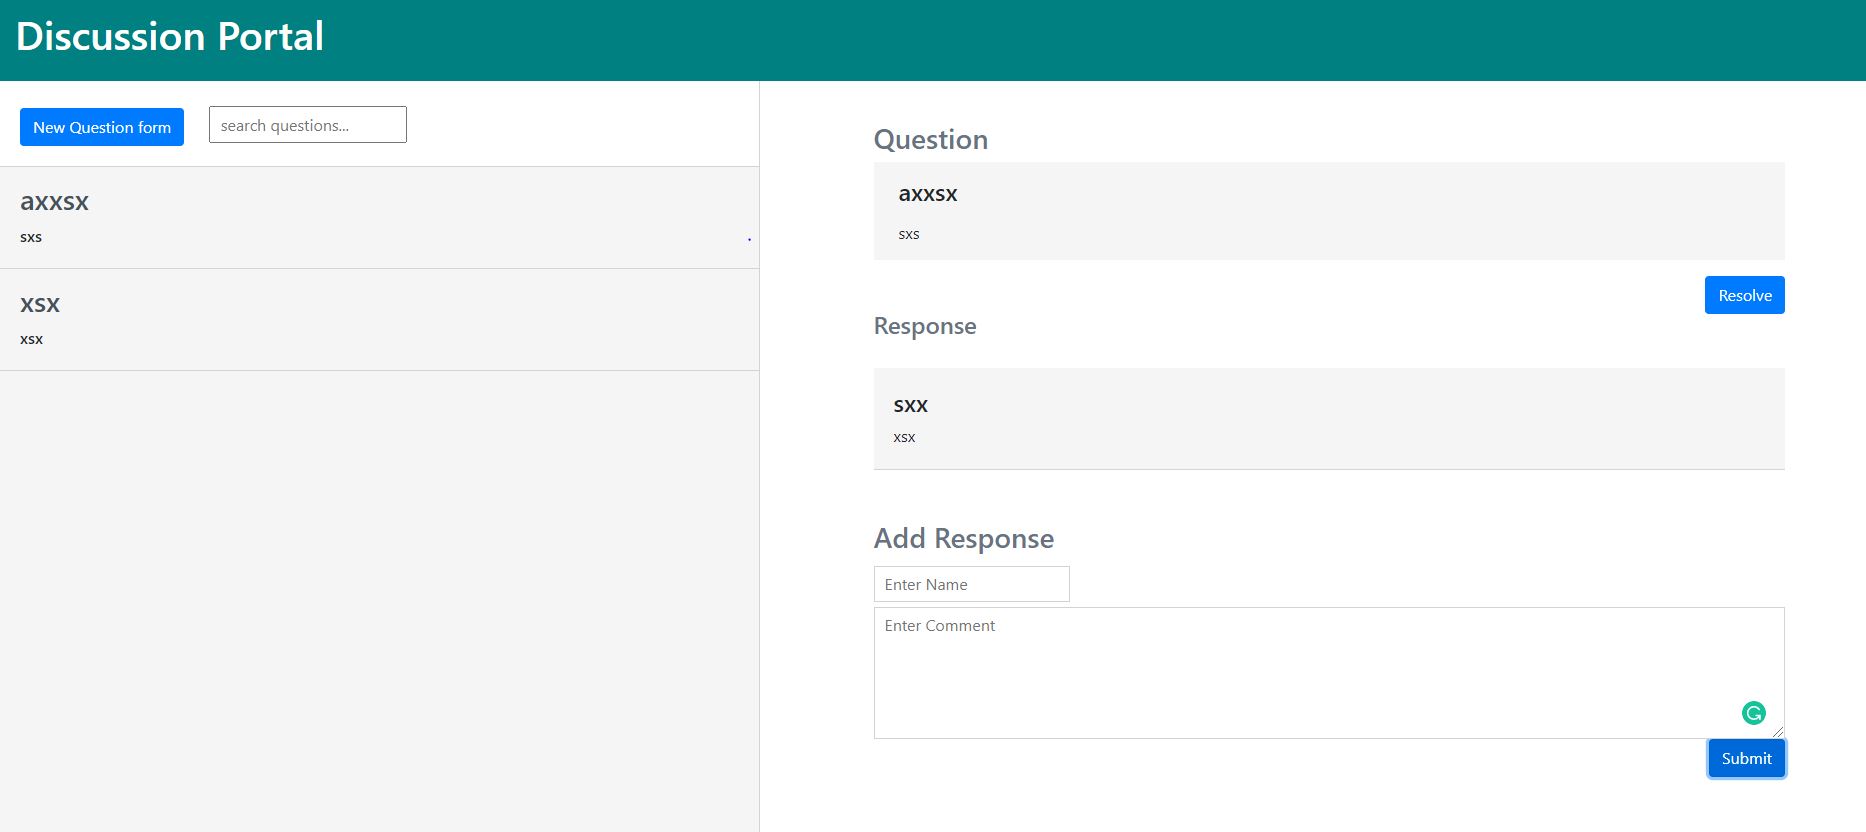 Discussion Portal
New Question form
search questions...
axxsx
sxs
xsx
xsx
Question
axxsx
sxs
Resolve
Response
sxx
xsx
Add Response
Enter Name
Enter Comment
Submit